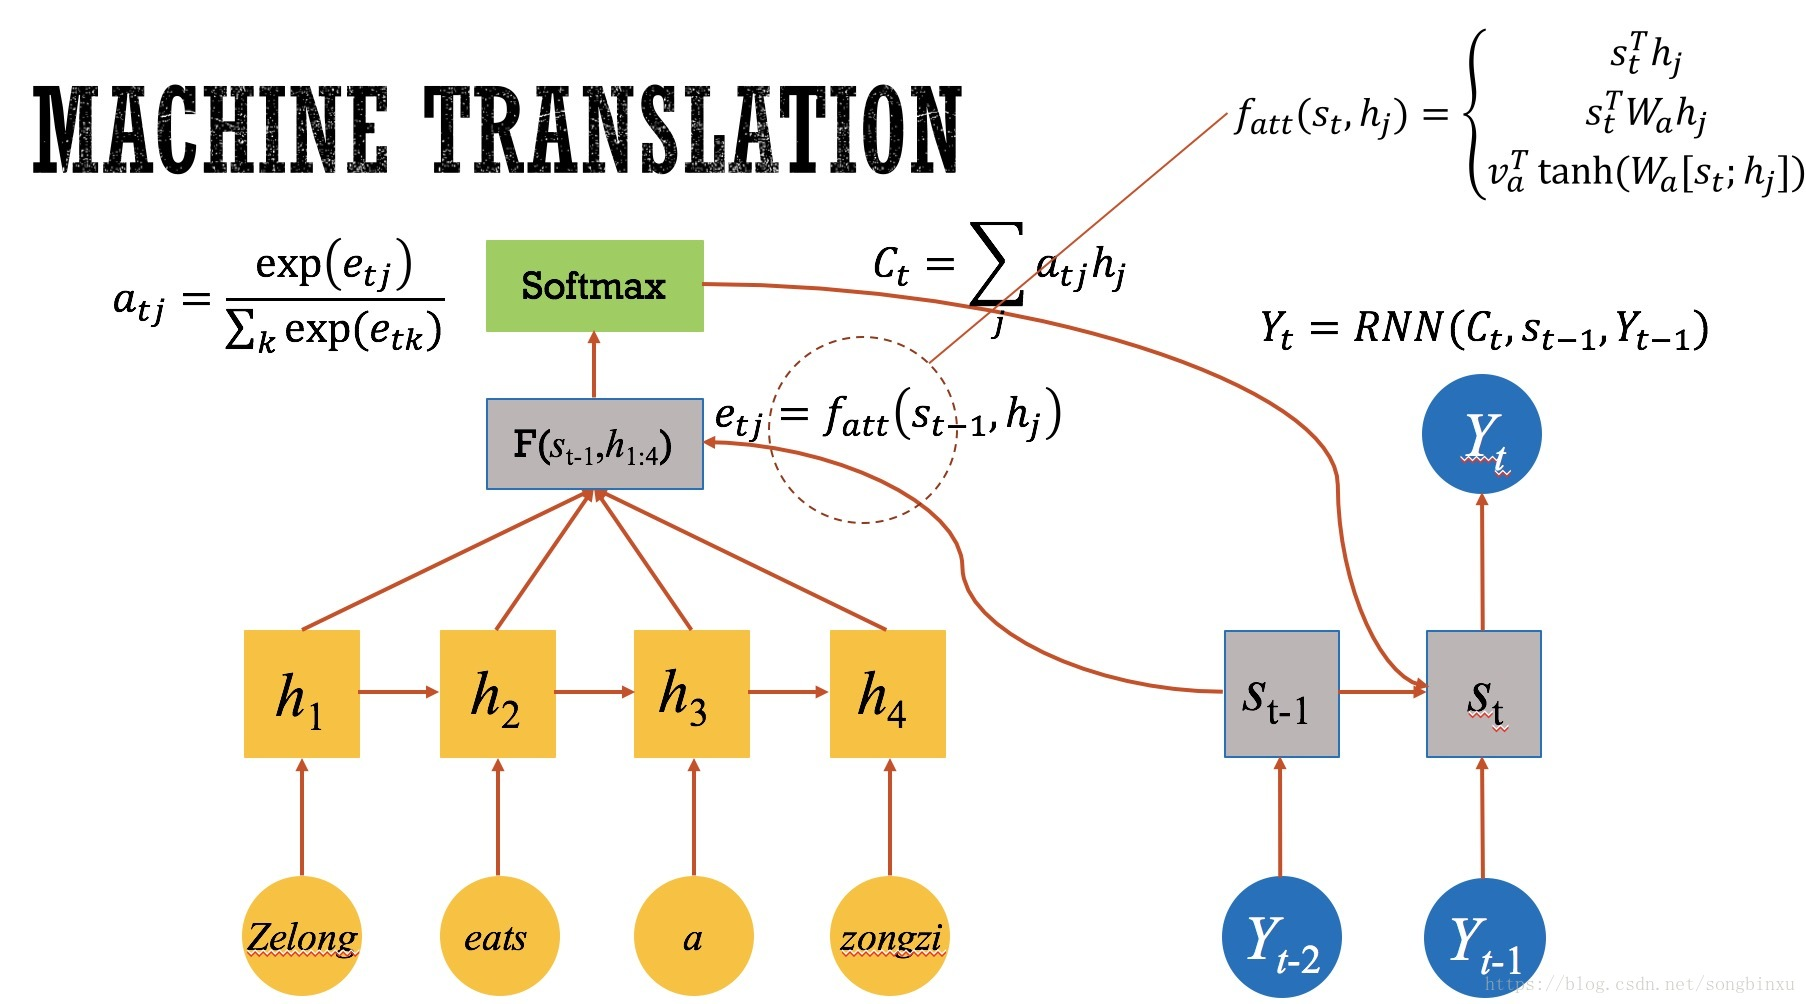 MACHINE TRANSLATION
f_att(s_t, h_j) = { s_t^T h_j
s_t^T W_a h_j
v_a^T tanh(W_a[s_t; h_j])
a_tj = exp(e_tj) / ∑_k exp(e_tk)
Softmax
C_t = ∑_j a_tj h_j
Y_t = RNN(C_t, s_t−1, Y_t−1)
F(s_t-1,h_1:4)
e_tj = f_att(s_t−1, h_j)
Y_t
h_1
h_2
h_3
h_4
s_t-1
s_t
Zelong
eats
a
zongzi
Y_t-2
Y_t-1
https://blog.csdn.net/songbinxu